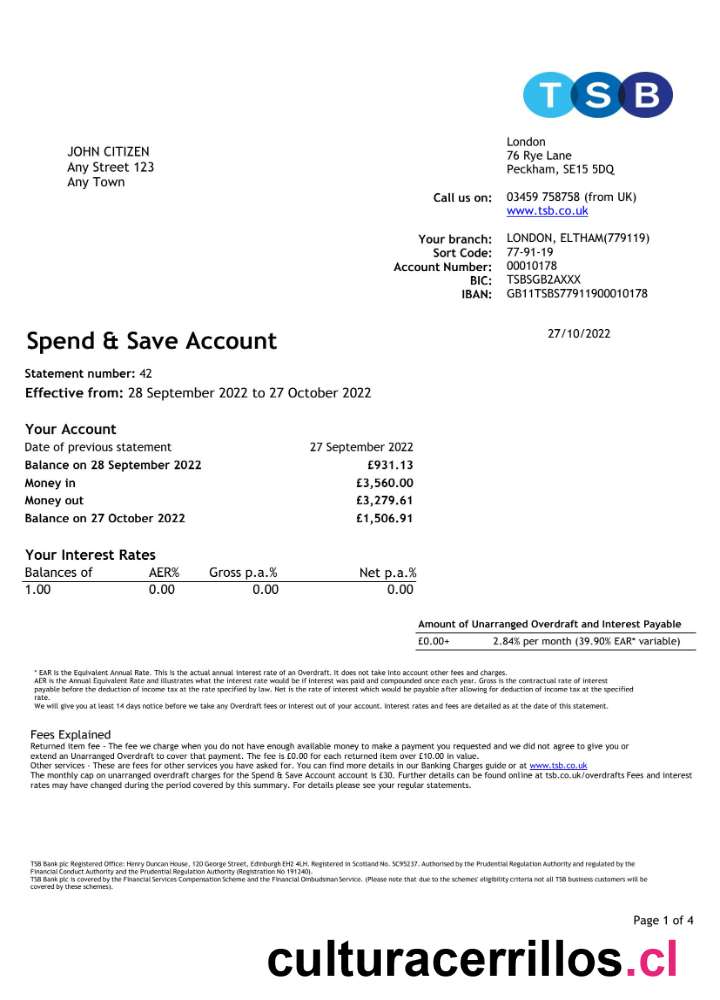 TSB
JOHN CITIZEN
Any Street 123
Any Town
London
76 Rye Lane
Peckham, SE15 5DQ
Call us on: 03459 758758 (from UK)
www.tsb.co.uk
Your branch: LONDON, ELTHAM(779119)
Sort Code: 77-91-19
Account Number: 00010178
BIC: TSBSGB2AXXX
IBAN: GB11TSBS77911900010178
Spend & Save Account
27/10/2022
Statement number: 42
Effective from: 28 September 2022 to 27 October 2022
Your Account
Date of previous statement 27 September 2022
Balance on 28 September 2022 £931.13
Money in £3,560.00
Money out £3,279.61
Balance on 27 October 2022 £1,506.91
Your Interest Rates
Balances of AER% Gross p.a.% Net p.a.%
1.00 0.00 0.00 0.00
Amount of Unarranged Overdraft and Interest Payable
£0.00+ 2.84% per month (39.90% EAR* variable)
* EAR is the Equivalent Annual Rate. This is the actual annual interest rate of an Overdraft. It does not take into account other fees and charges.
AER is the Annual Equivalent Rate and illustrates what the interest rate would be if interest was paid and compounded once each year. Gross is the contractual rate of interest
payable before the deduction of income tax at the rate specified by law. Net is the rate of interest which would be payable after allowing for deduction of income tax at the specified
rate.
We will give you at least 14 days notice before we take any Overdraft fees or interest out of your account. Interest rates and fees are detailed as at the date of this statement.
Fees Explained
Returned item fee - The fee we charge when you do not have enough available money to make a payment you requested and we did not agree to give you or
extend an Unarranged Overdraft to cover that payment. The fee is £0.00 for each returned item over £10.00 in value.
Other services - These are fees for other services you have asked for. You can find more details in our Banking Charges guide or at www.tsb.co.uk
The monthly cap on unarranged overdraft charges for the Spend & Save Account account is £30. Further details can be found online at tsb.co.uk/overdrafts Fees and interest
rates may have changed during the period covered by this summary. For details please see your regular statements.
TSB Bank plc Registered Office: Henry Duncan House, 120 George Street, Edinburgh EH2 4LH. Registered in Scotland No. SC95237. Authorised by the Prudential Regulation Authority and regulated by the
Financial Conduct Authority and the Prudential Regulation Authority (Registration No 191240).
TSB Bank plc is covered by the Financial Services Compensation Scheme and the Financial Ombudsman Service. (Please note that due to the schemes' eligibility criteria not all TSB business customers will be
covered by these schemes).
Page 1 of 4
culturacerrillos.cl